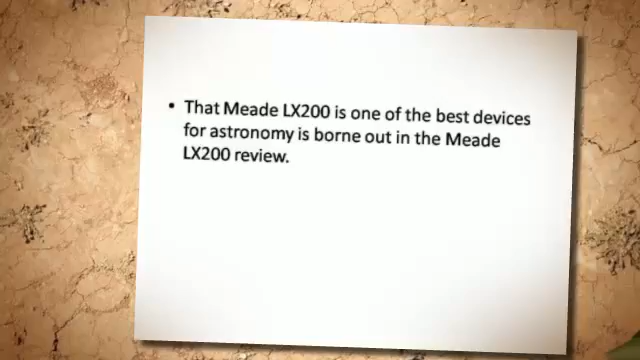 • That Meade LX200 is one of the best devices
for astronomy is borne out in the Meade
LX200 review.